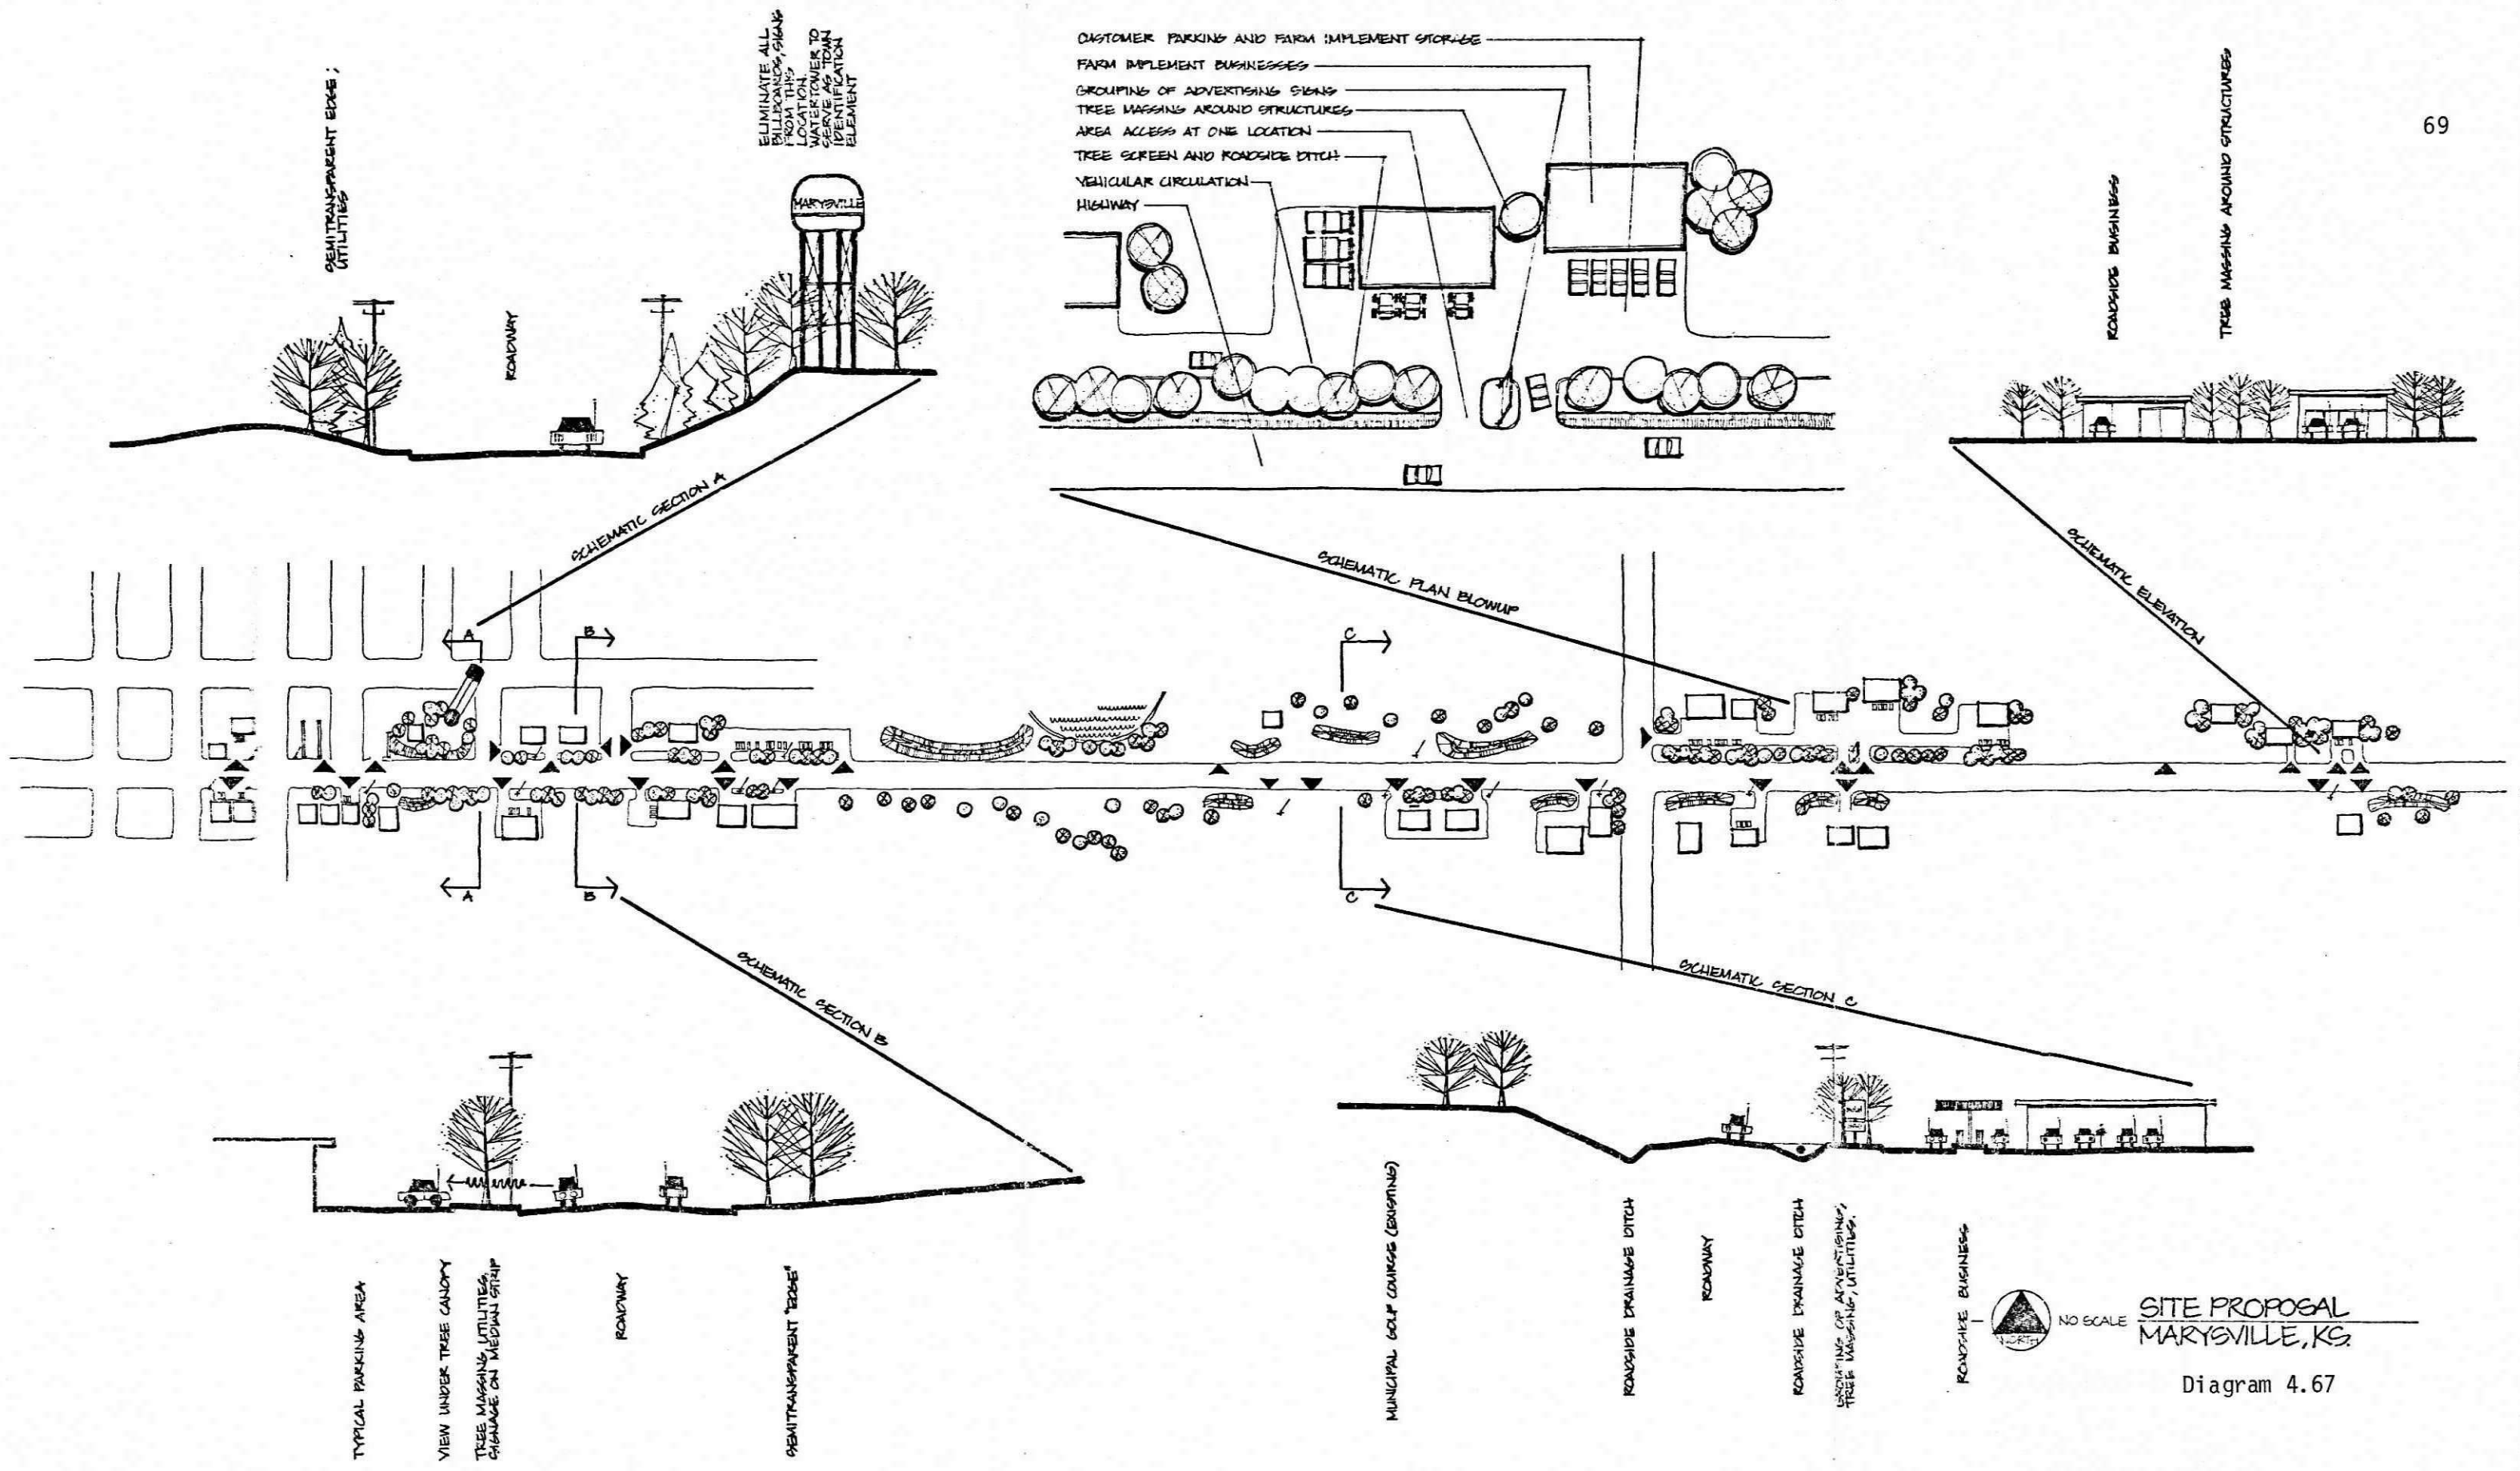 69
SEMITRANSPARENT EDGE;
UTILITIES
ROADWAY
ELIMINATE ALL
BILLBOARDS, SIGNS
FROM THIS
LOCATION.
WATERTOWER TO
SERVE AS TOWN
IDENTIFICATION
ELEMENT
MARYSVILLE
CUSTOMER PARKING AND FARM IMPLEMENT STORAGE
FARM IMPLEMENT BUSINESSES
GROUPING OF ADVERTISING SIGNS
TREE MASSING AROUND STRUCTURES
AREA ACCESS AT ONE LOCATION
TREE SCREEN AND ROADSIDE DITCH
VEHICULAR CIRCULATION
HIGHWAY
ROADSIDE BUSINESS
TREE MASSING AROUND STRUCTURES
SCHEMATIC SECTION A
SCHEMATIC PLAN BLOWUP
SCHEMATIC ELEVATION
A
B
C
A
B
C
SCHEMATIC SECTION B
SCHEMATIC SECTION C
TYPICAL PARKING AREA
VIEW UNDER TREE CANOPY
TREE MASSING, UTILITIES,
SIGNAGE ON MEDIAN STRIP
ROADWAY
SEMITRANSPARENT "EDGE"
MUNICIPAL GOLF COURSE (EXISTING)
ROADSIDE DRAINAGE DITCH
ROADWAY
ROADSIDE DRAINAGE DITCH
GROUPING OF ADVERTISING,
TREE MASSING, UTILITIES.
ROADSIDE BUSINESS
NORTH
NO SCALE
SITE PROPOSAL
MARYSVILLE, KS.
Diagram 4.67